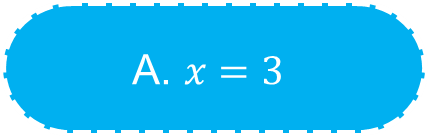 A. x = 3